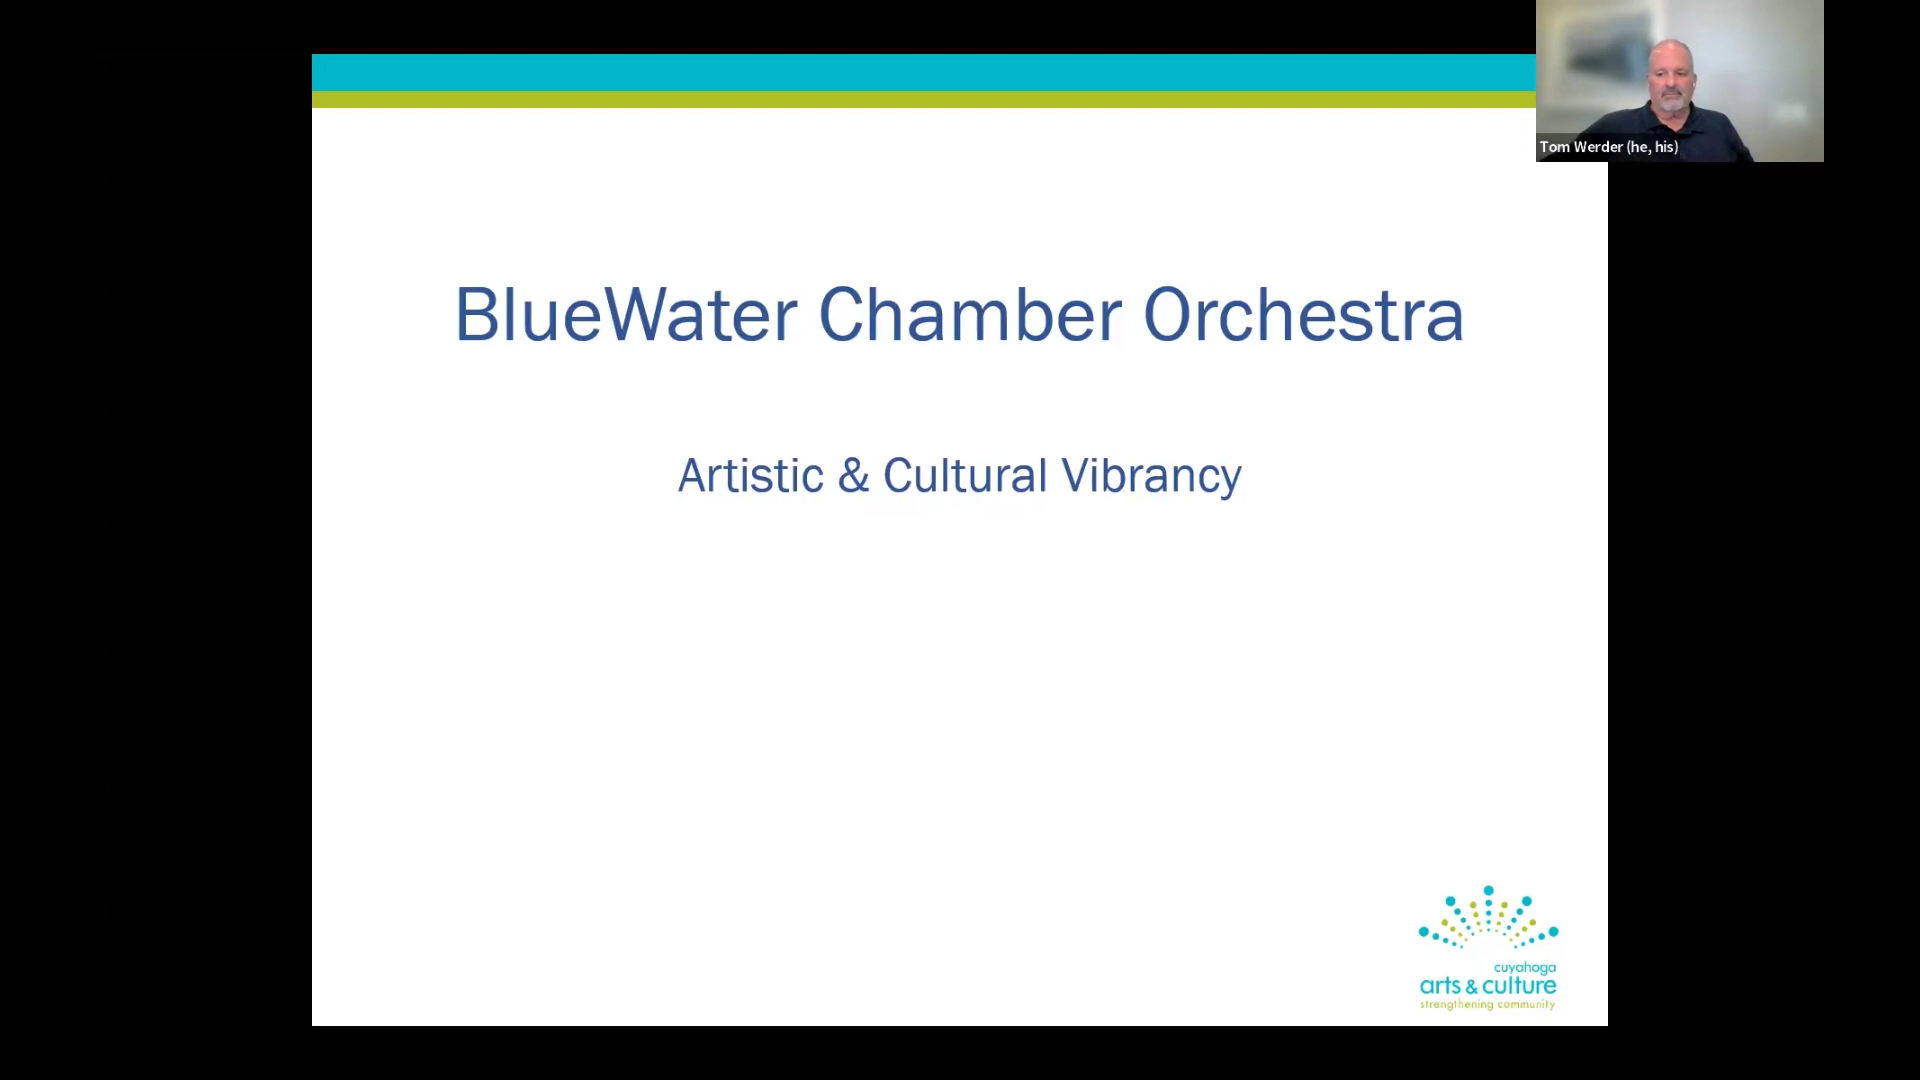 Tom Werder (he, his)
BlueWater Chamber Orchestra
Artistic & Cultural Vibrancy
cuyahoga
arts & culture
strengthening community